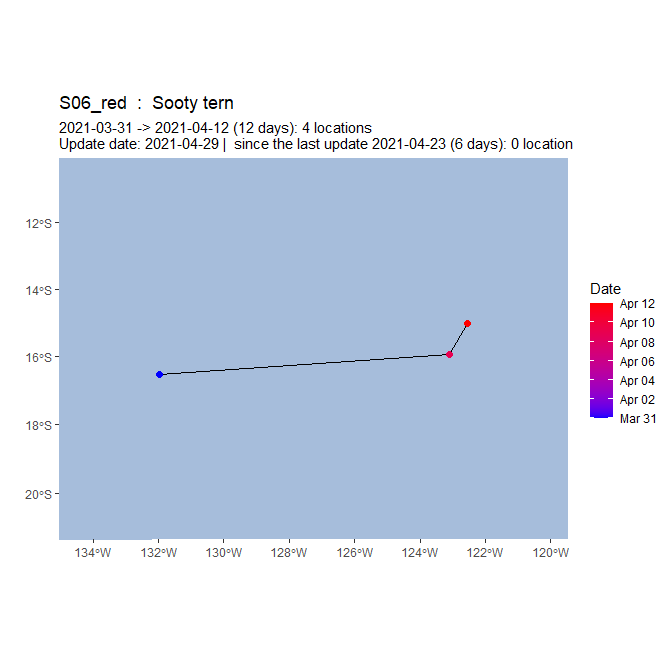 S06_red  :  Sooty tern
2021-03-31 -> 2021-04-12 (12 days): 4 locations
Update date: 2021-04-29 |  since the last update 2021-04-23 (6 days): 0 location
12°S
14°S
16°S
18°S
20°S
134°W
132°W
130°W
128°W
126°W
124°W
122°W
120°W
Date
Apr 12
Apr 10
Apr 08
Apr 06
Apr 04
Apr 02
Mar 31